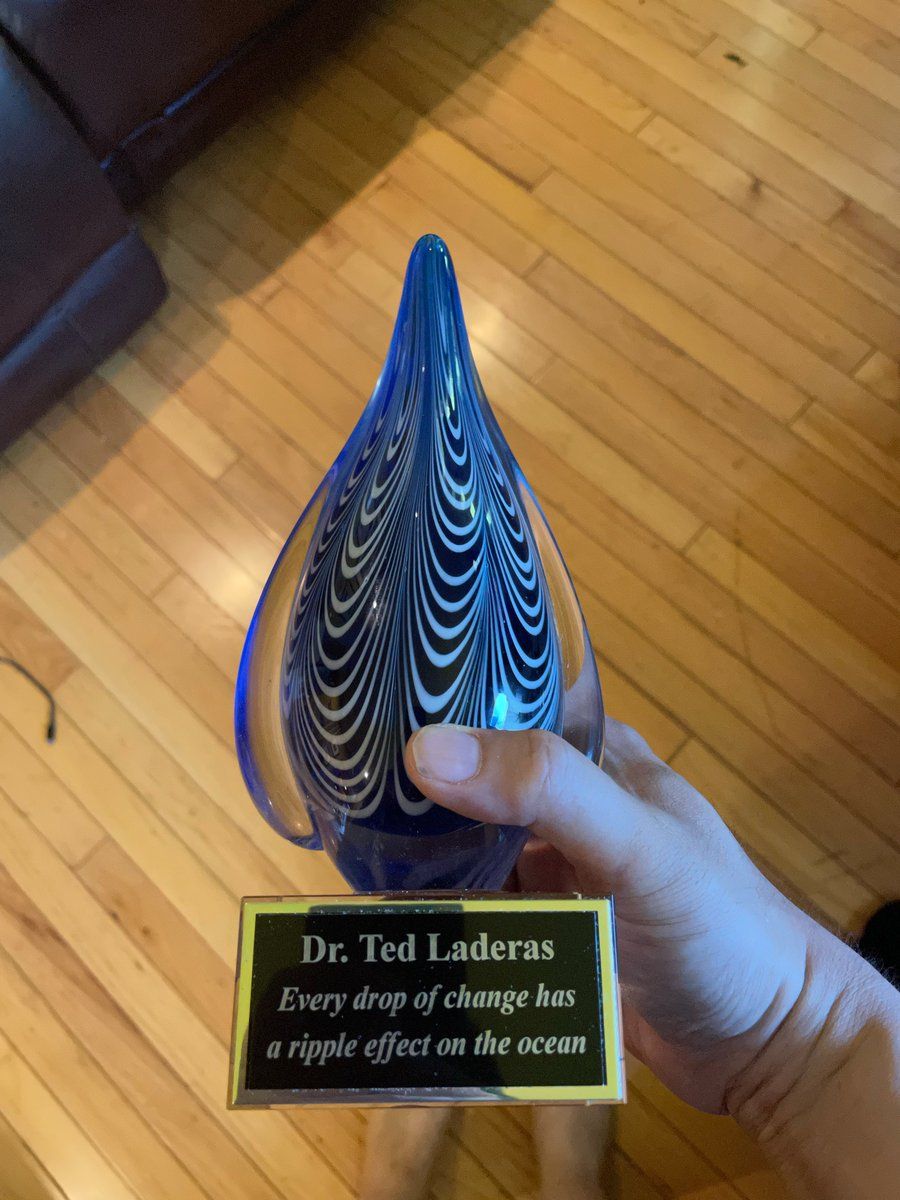 Dr. Ted Laderas
Every drop of change has
a ripple effect on the ocean